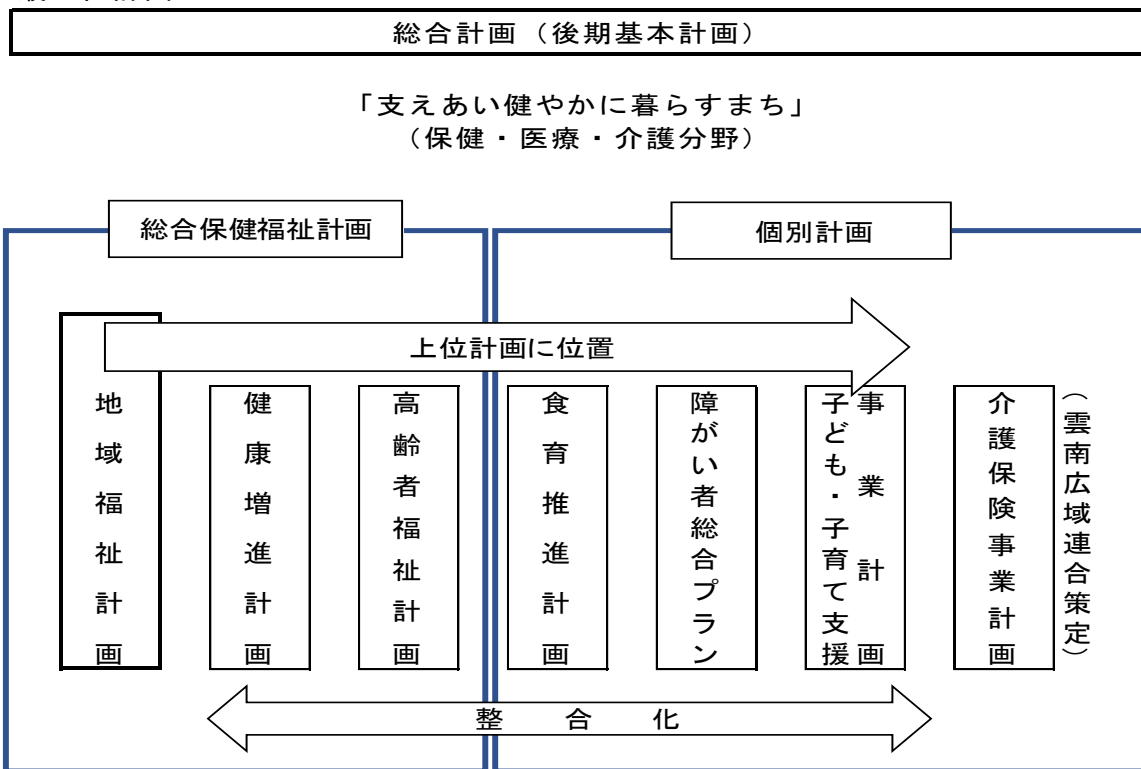 総合計画（後期基本計画）
「支えあい健やかに暮らすまち」
（保健・医療・介護分野）
総合保健福祉計画
個別計画
上位計画に位置
地域福祉計画
健康増進計画
高齢者福祉計画
食育推進計画
障がい者総合プラン
子ども・子育て支援
事業計画
介護保険事業計画
（雲南広域連合策定）
整合化